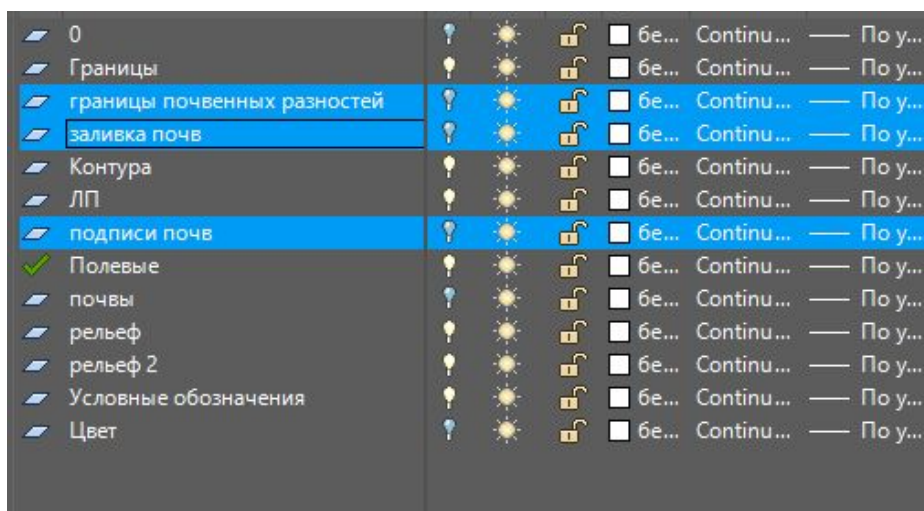 0 бе... Continu... По у...
Границы бе... Continu... По у...
границы почвенных разностей бе... Continu... По у...
заливка почв бе... Continu... По у...
Контура бе... Continu... По у...
ЛП бе... Continu... По у...
подписи почв бе... Continu... По у...
Полевые бе... Continu... По у...
почвы бе... Continu... По у...
рельеф бе... Continu... По у...
рельеф 2 бе... Continu... По у...
Условные обозначения бе... Continu... По у...
Цвет бе... Continu... По у...